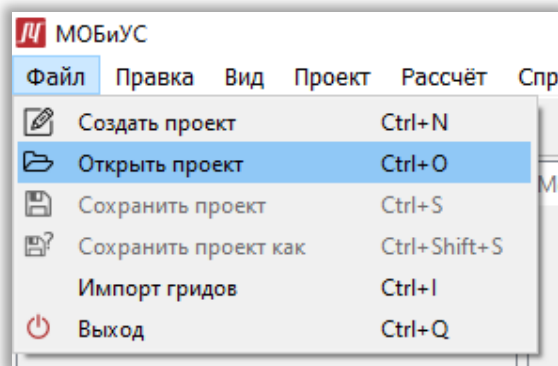 МОБиУС
Файл Правка Вид Проект Рассчёт
Создать проект Ctrl+N
Открыть проект Ctrl+O
Сохранить проект Ctrl+S
Сохранить проект как Ctrl+Shift+S
Импорт гридов Ctrl+I
Выход Ctrl+Q